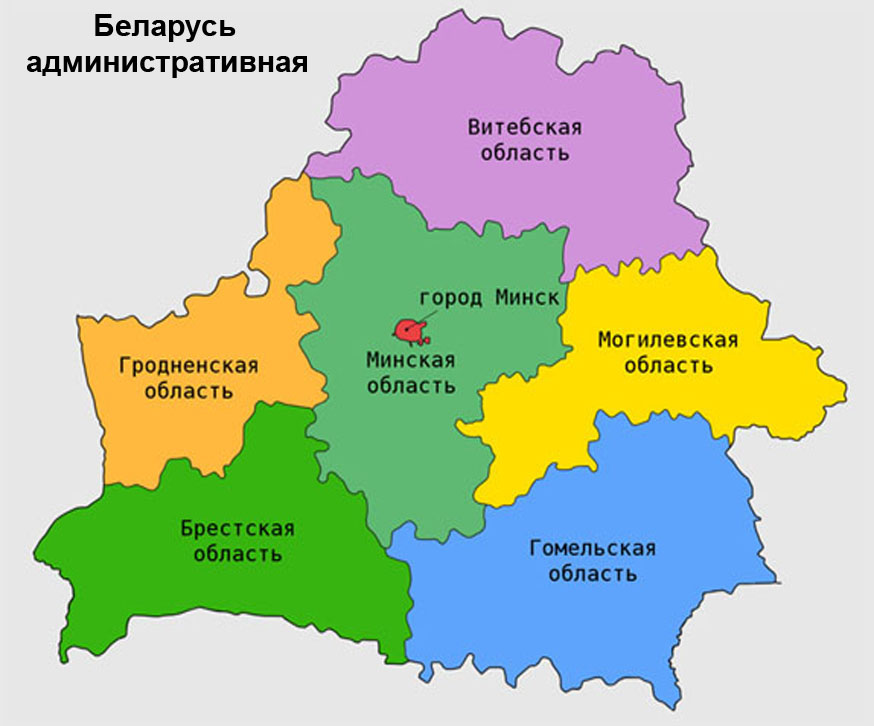 Беларусь
административная
Витебская
область
город Минск
Минская
область
Могилевская
область
Гродненская
область
Брестская
область
Гомельская
область